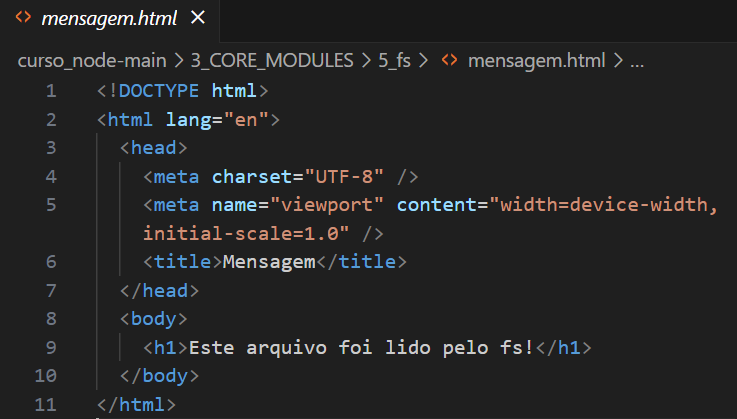 <> mensagem.html ×
curso_node-main > 3_CORE_MODULES > 5_fs > <> mensagem.html > ...
1 <!DOCTYPE html>
2 <html lang="en">
3 <head>
4 <meta charset="UTF-8" />
5 <meta name="viewport" content="width=device-width,
initial-scale=1.0" />
6 <title>Mensagem</title>
7 </head>
8 <body>
9 <h1>Este arquivo foi lido pelo fs!</h1>
10 </body>
11 </html>